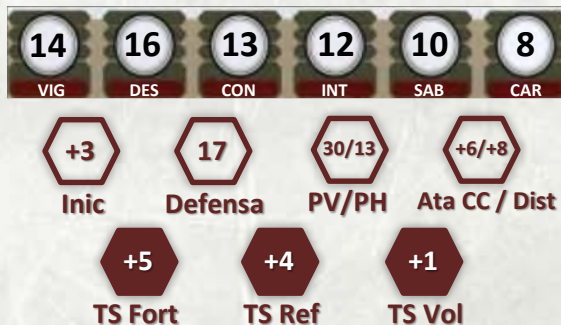 14 16 13 12 10 8
VIG DES CON INT SAB CAR
+3 17 30/13 +6/+8
Inic Defensa PV/PH Ata CC / Dist
+5 +4 +1
TS Fort TS Ref TS Vol